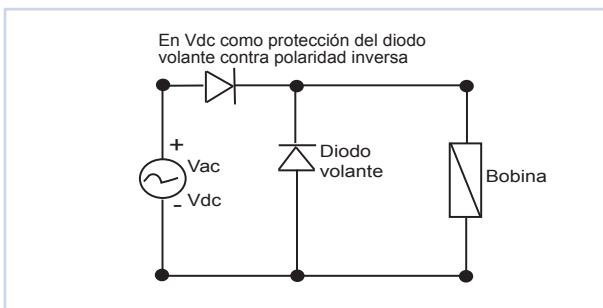 En Vdc como protección del diodo
volante contra polaridad inversa
+
Vac
- Vdc
Diodo
volante
Bobina